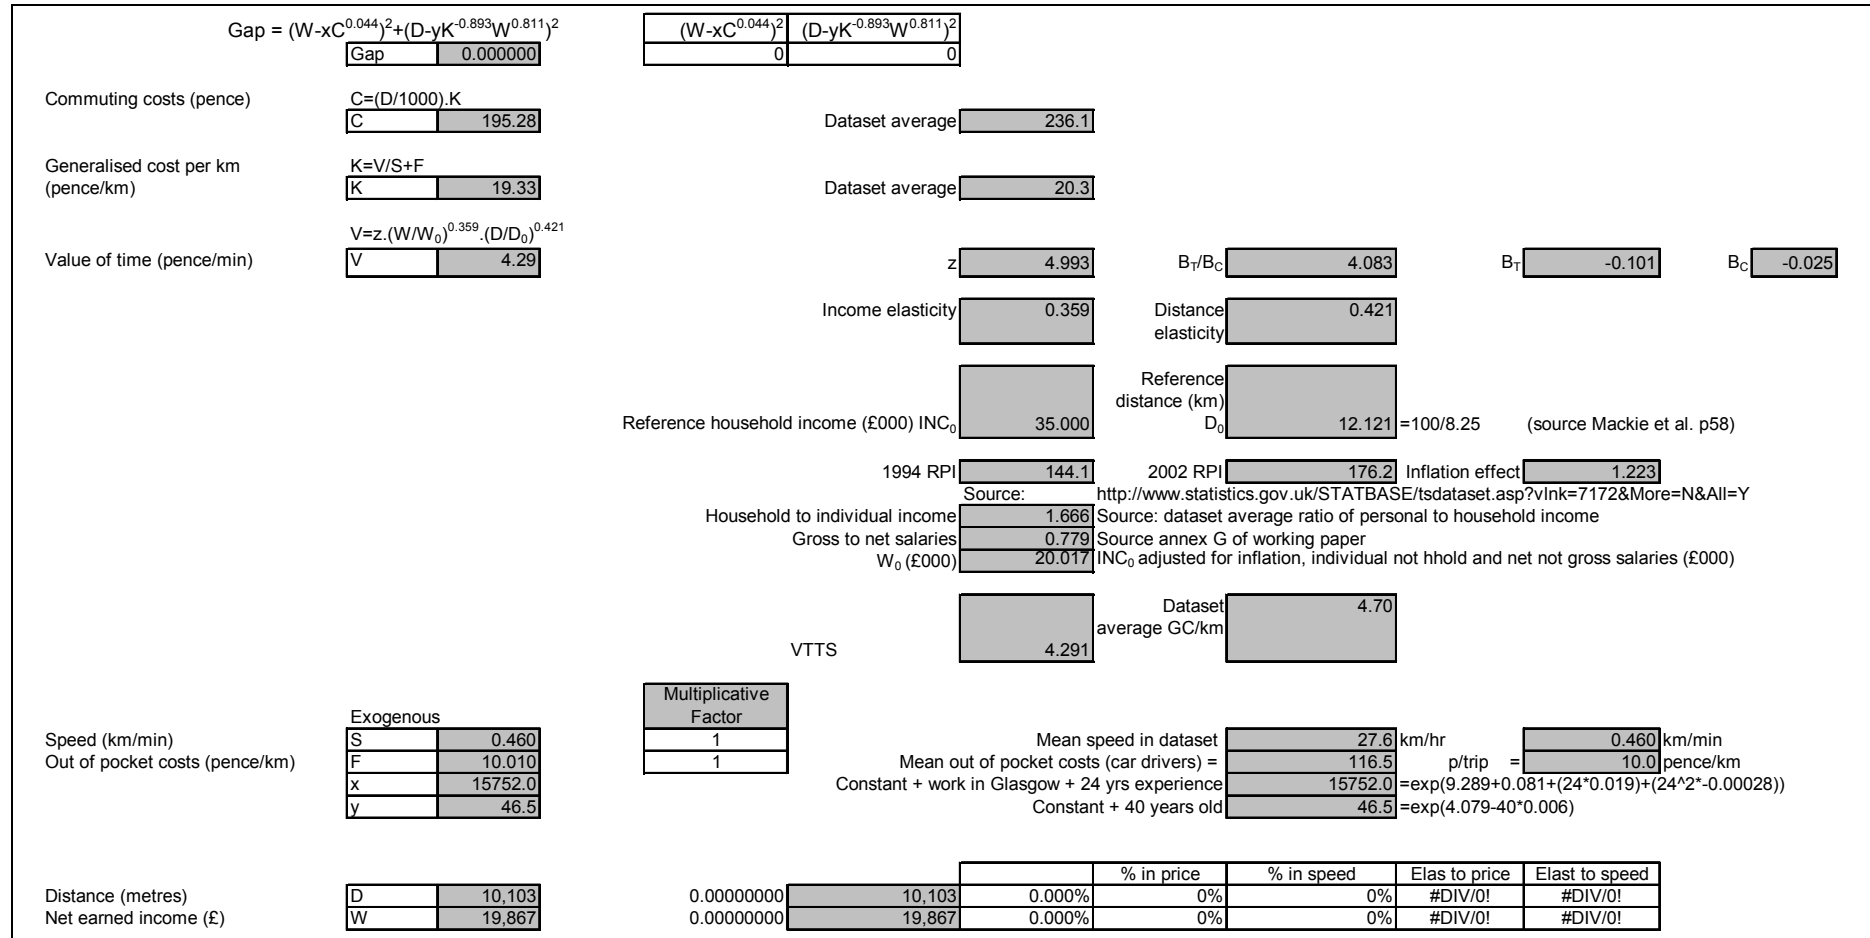 Gap = (W-xC^0.044)^2+(D-yK^-0.893W^0.811)^2 (W-xC^0.044)^2 (D-yK^-0.893W^0.811)^2
Gap 0.000000 0 0
Commuting costs (pence) C=(D/1000).K
C 195.28 Dataset average 236.1
Generalised cost per km K=V/S+F
(pence/km) K 19.33 Dataset average 20.3
V=z.(W/W₀)^0.359.(D/D₀)^0.421
Value of time (pence/min) V 4.29 z 4.993 B_T/B_C 4.083 B_T -0.101 B_C -0.025
Income elasticity 0.359 Distance 0.421
elasticity
Reference
distance (km)
Reference household income (£000) INC₀ 35.000 D₀ 12.121 =100/8.25 (source Mackie et al. p58)
1994 RPI 144.1 2002 RPI 176.2 Inflation effect 1.223
Source: http://www.statistics.gov.uk/STATBASE/tsdataset.asp?vlnk=7172&More=N&All=Y
Household to individual income 1.666 Source: dataset average ratio of personal to household income
Gross to net salaries 0.779 Source annex G of working paper
W₀ (£000) 20.017 INC₀ adjusted for inflation, individual not hhold and net not gross salaries (£000)
Dataset 4.70
average GC/km
VTTS 4.291
Multiplicative
Exogenous Factor
Speed (km/min) S 0.460 1 Mean speed in dataset 27.6 km/hr 0.460 km/min
Out of pocket costs (pence/km) F 10.010 1 Mean out of pocket costs (car drivers) = 116.5 p/trip = 10.0 pence/km
x 15752.0 Constant + work in Glasgow + 24 yrs experience 15752.0 =exp(9.289+0.081+(24*0.019)+(24^2*-0.00028))
y 46.5 Constant + 40 years old 46.5 =exp(4.079-40*0.006)
% in price % in speed Elas to price Elast to speed
Distance (metres) D 10,103 0.00000000 10,103 0.000% 0% 0% #DIV/0! #DIV/0!
Net earned income (£) W 19,867 0.00000000 19,867 0.000% 0% 0% #DIV/0! #DIV/0!